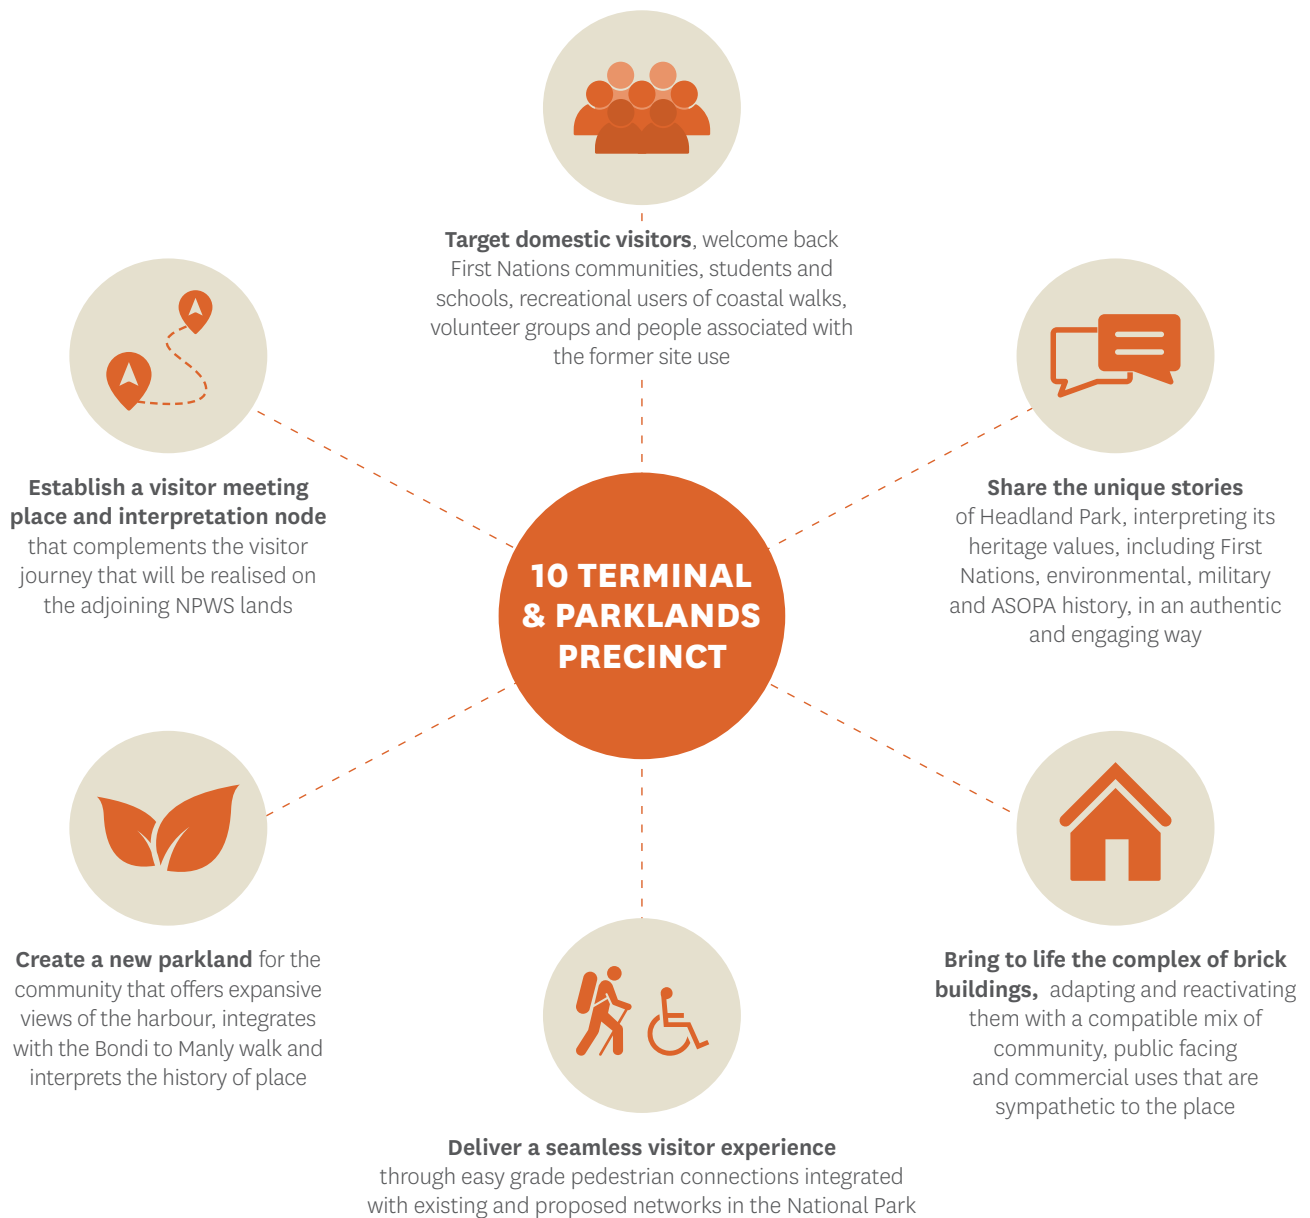 Target domestic visitors, welcome back
First Nations communities, students and
schools, recreational users of coastal walks,
volunteer groups and people associated with
the former site use
Establish a visitor meeting
place and interpretation node
that complements the visitor
journey that will be realised on
the adjoining NPWS lands
Share the unique stories
of Headland Park, interpreting its
heritage values, including First
Nations, environmental, military
and ASOPA history, in an authentic
and engaging way
10 TERMINAL
& PARKLANDS
PRECINCT
Create a new parkland for the
community that offers expansive
views of the harbour, integrates
with the Bondi to Manly walk and
interprets the history of place
Bring to life the complex of brick
buildings, adapting and reactivating
them with a compatible mix of
community, public facing
and commercial uses that are
sympathetic to the place
Deliver a seamless visitor experience
through easy grade pedestrian connections integrated
with existing and proposed networks in the National Park